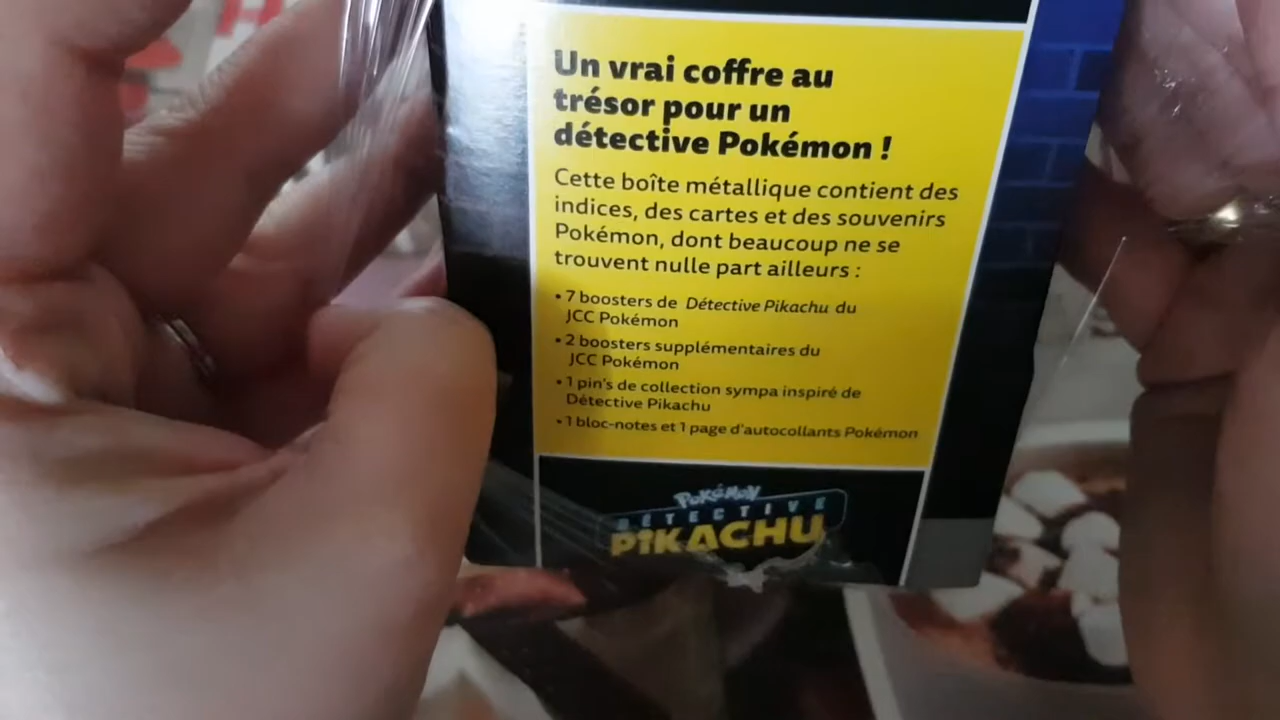 Un vrai coffre au
trésor pour un
détective Pokémon !
Cette boîte métallique contient des
indices, des cartes et des souvenirs
Pokémon, dont beaucoup ne se
trouvent nulle part ailleurs :
• 7 boosters de Détective Pikachu du
JCC Pokémon
• 2 boosters supplémentaires du
JCC Pokémon
• 1 pin's de collection sympa inspiré de
Détective Pikachu
• 1 bloc-notes et 1 page d'autocollants Pokémon
POKÉMON
DÉTECTIVE
PIKACHU